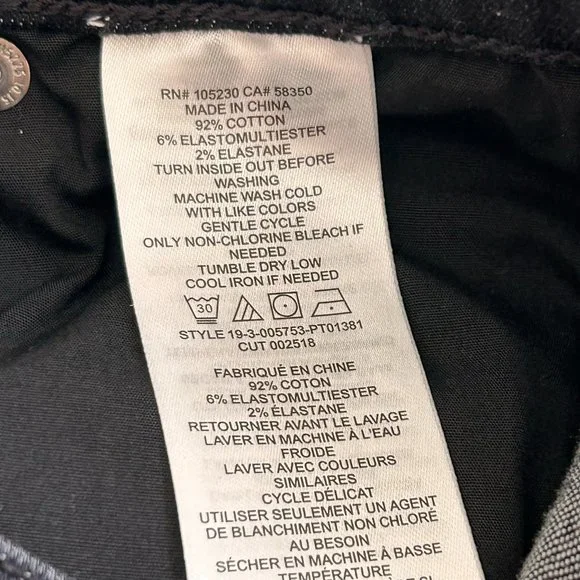 RN# 105230 CA# 58350
MADE IN CHINA
92% COTTON
6% ELASTOMULTIESTER
2% ELASTANE
TURN INSIDE OUT BEFORE
WASHING
MACHINE WASH COLD
WITH LIKE COLORS
GENTLE CYCLE
ONLY NON-CHLORINE BLEACH IF
NEEDED
TUMBLE DRY LOW
COOL IRON IF NEEDED
30
STYLE 19-3-005753-PT01381
CUT 002518
FABRIQUÉ EN CHINE
92% COTON
6% ELASTOMULTIESTER
2% ÉLASTANE
RETOURNER AVANT LE LAVAGE
LAVER EN MACHINE À L'EAU
FROIDE
LAVER AVEC COULEURS
SIMILAIRES
CYCLE DÉLICAT
UTILISER SEULEMENT UN AGENT
DE BLANCHIMENT NON CHLORÉ
AU BESOIN
SÉCHER EN MACHINE À BASSE